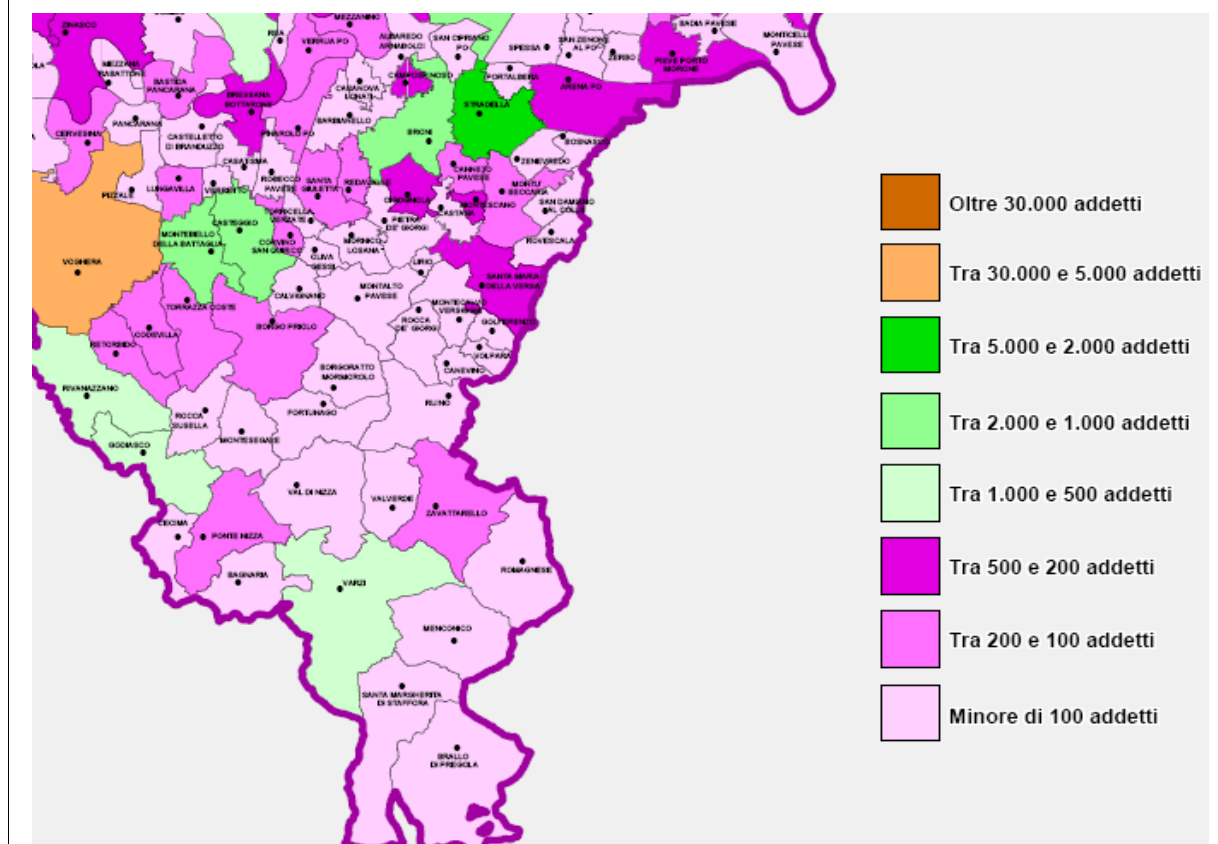 ZINASCO
REA
MEZZANINO
VERRUA PO
ALBAREDO
ARNABOLDI
SAN CIPRIANO
PO
SPESSA
SAN ZENONE
AL PO
ZERBO
BADIA PAVESE
MONTICELLI
PAVESE
PIEVE PORTO
MORONE
MEZZANA
RABATTONE
BASTIDA
PANCARANA
BRESSANA
BOTTARONE
CASANOVA
LONATI
CAMPOSPINOSO
PORTALBERA
ARENA PO
STRADELLA
CERVESINA
PANCARANA
CASTELLETTO
DI BRANDUZZO
PINAROLO PO
BARBIANELLO
BRONI
BOSNASCO
ZENEVREDO
PIZZALE
LUNGAVILLA
VERRETTO
CASATISMA
ROBECCO
PAVESE
SANTA
GIULETTA
REDAVALLE
CIGOGNOLA
CANNETO
PAVESE
MONTU'
BECCARIA
MONTESCANO
CASTANA
SAN DAMIANO
AL COLLE
ROVESCALA
PIETRA
DE' GIORGI
TORRICELLA
VERZATE
CASTEGGIO
MONTEBELLO
DELLA BATTAGLIA
CORVINO
SAN QUIRICO
MORNICO
LOSANA
OLIVA
GESSI
LIRIO
VOGHERA
SANTA MARIA
DELLA VERSA
CALVIGNANO
MONTALTO
PAVESE
TORRAZZA COSTE
ROCCA
DE' GIORGI
MONTECALVO
VERSIGGIA
GOLFERENZO
VOLPARA
CANEVINO
BORGO PRIOLO
CODEVILLA
RETORBIDO
BORGORATTO
MORMOROLO
RIVANAZZANO
ROCCA
SUSELLA
FORTUNAGO
RUINO
MONTESEGALE
GODIASCO
VAL DI NIZZA
VALVERDE
ZAVATTARELLO
CECIMA
PONTE NIZZA
BAGNARIA
VARZI
ROMAGNESE
MENCONICO
SANTA MARGHERITA
DI STAFFORA
BRALLO
DI PREGOLA
Oltre 30.000 addetti
Tra 30.000 e 5.000 addetti
Tra 5.000 e 2.000 addetti
Tra 2.000 e 1.000 addetti
Tra 1.000 e 500 addetti
Tra 500 e 200 addetti
Tra 200 e 100 addetti
Minore di 100 addetti